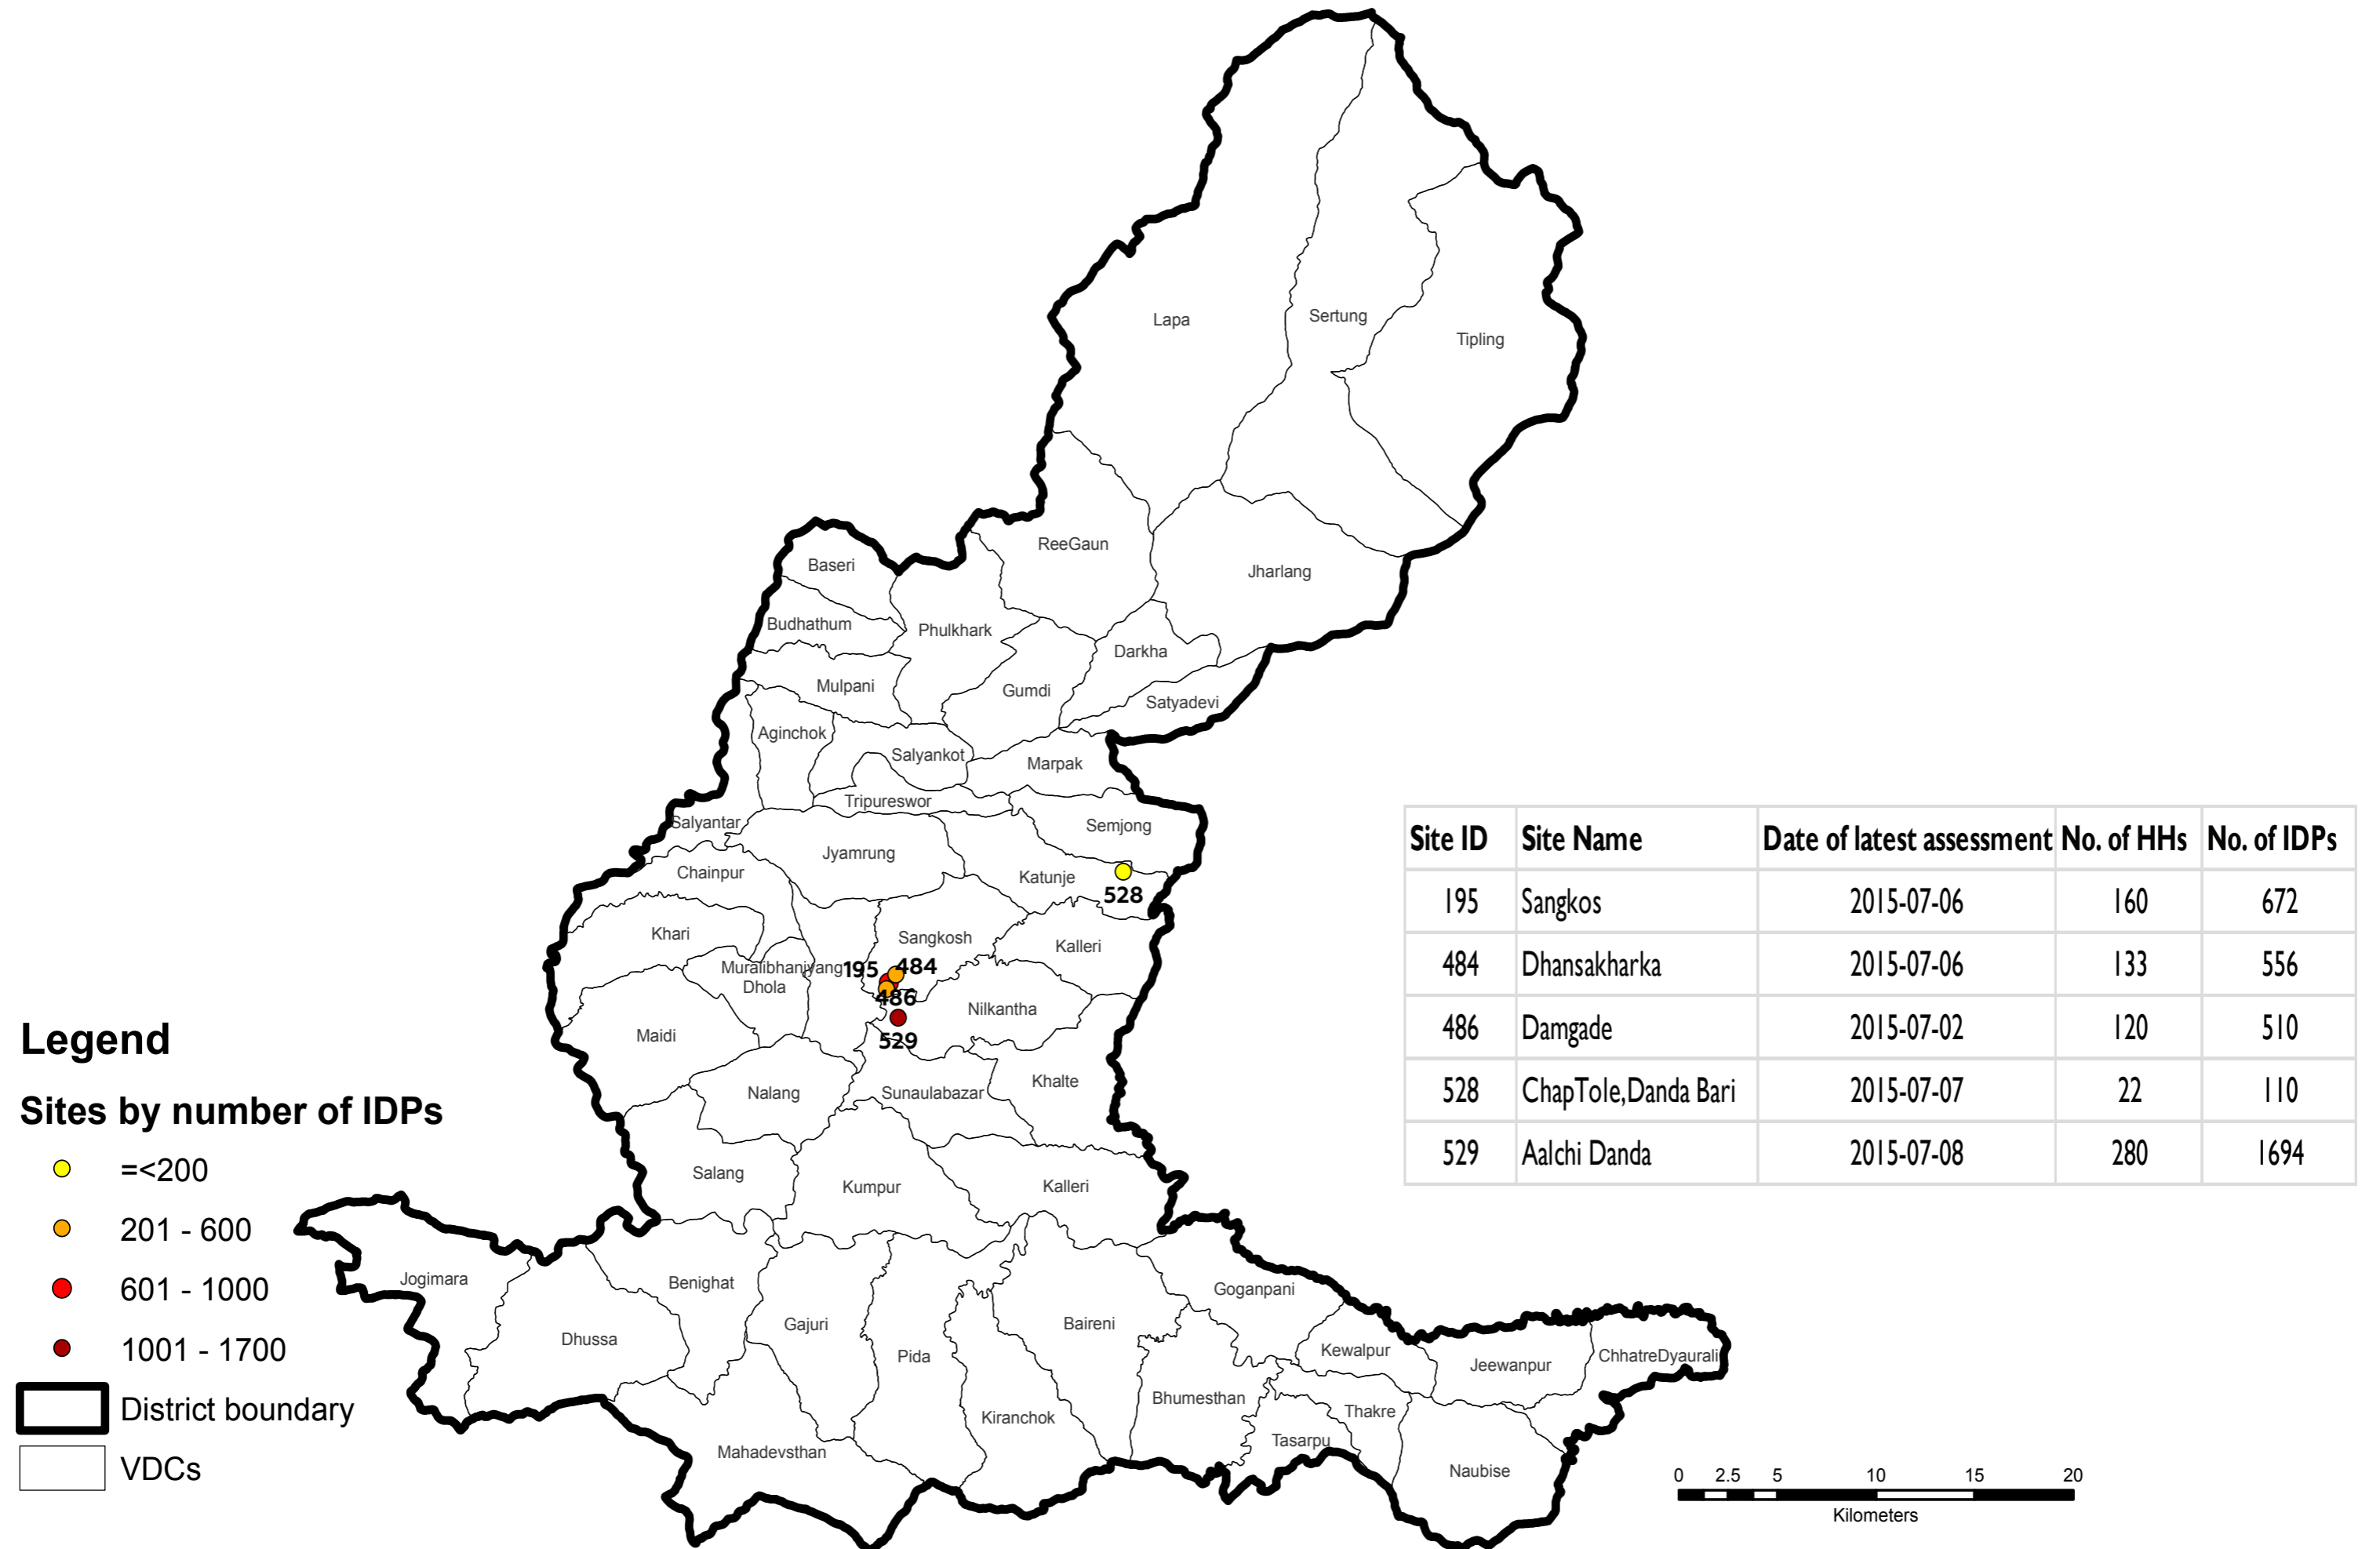 Lapa
Sertung
Tipling
ReeGaun
Jharlang
Baseri
Budhathum
Phulkhark
Darkha
Mulpani
Gumdi
Satyadevi
Aginchok
Salyankot
Marpak
Tripureswor
Salyantar
Semjong
Jyamrung
Chainpur
Katunje
528
Khari
Sangkosh
Kalleri
Muralibhanjyang
Dhola
195
484
486
Nilkantha
529
Maidi
Nalang
Sunaulabazar
Khalte
Salang
Kumpur
Kalleri
Jogimara
Benighat
Goganpani
Dhussa
Gajuri
Baireni
Pida
Kewalpur
Jeewanpur
ChhatreDyaurali
Bhumesthan
Kiranchok
Thakre
Tasarpu
Mahadevsthan
Naubise
Site ID Site Name Date of latest assessment No. of HHs No. of IDPs
195 Sangkos 2015-07-06 160 672
484 Dhansakharka 2015-07-06 133 556
486 Damgade 2015-07-02 120 510
528 ChapTole,Danda Bari 2015-07-07 22 110
529 Aalchi Danda 2015-07-08 280 1694
Legend
Sites by number of IDPs
=<200
201 - 600
601 - 1000
1001 - 1700
District boundary
VDCs
0 2.5 5 10 15 20
Kilometers